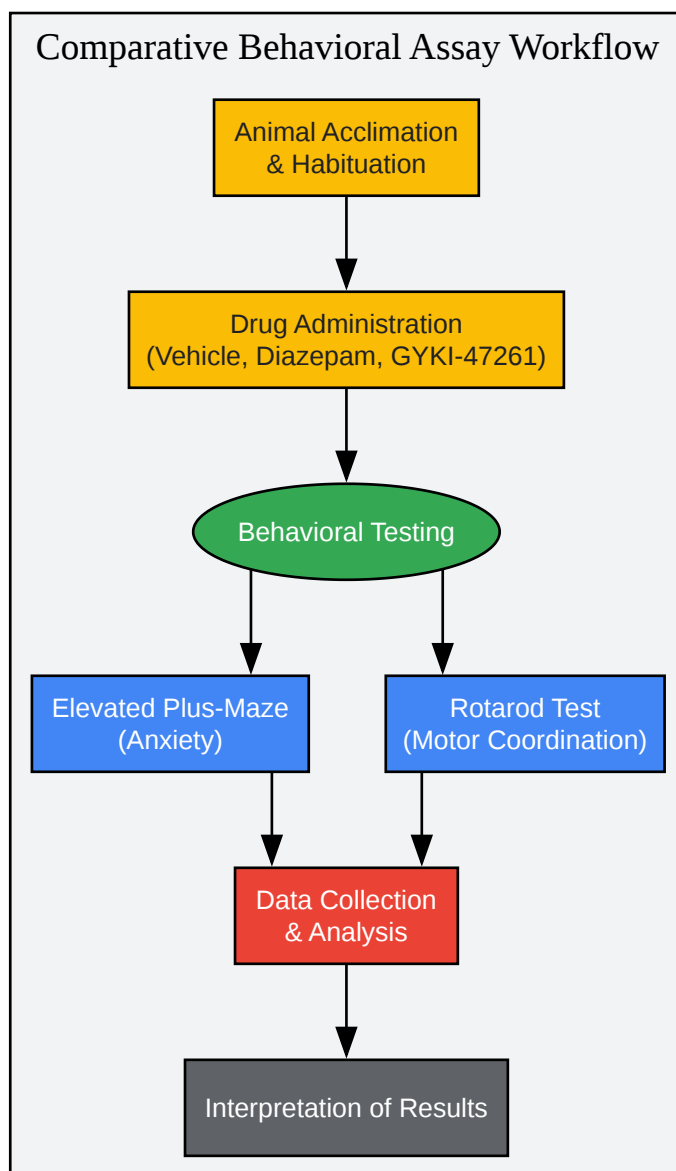 Comparative Behavioral Assay Workflow
Animal Acclimation
& Habituation
Drug Administration
(Vehicle, Diazepam, GYKI-47261)
Behavioral Testing
Elevated Plus-Maze
(Anxiety)
Rotarod Test
(Motor Coordination)
Data Collection
& Analysis
Interpretation of Results